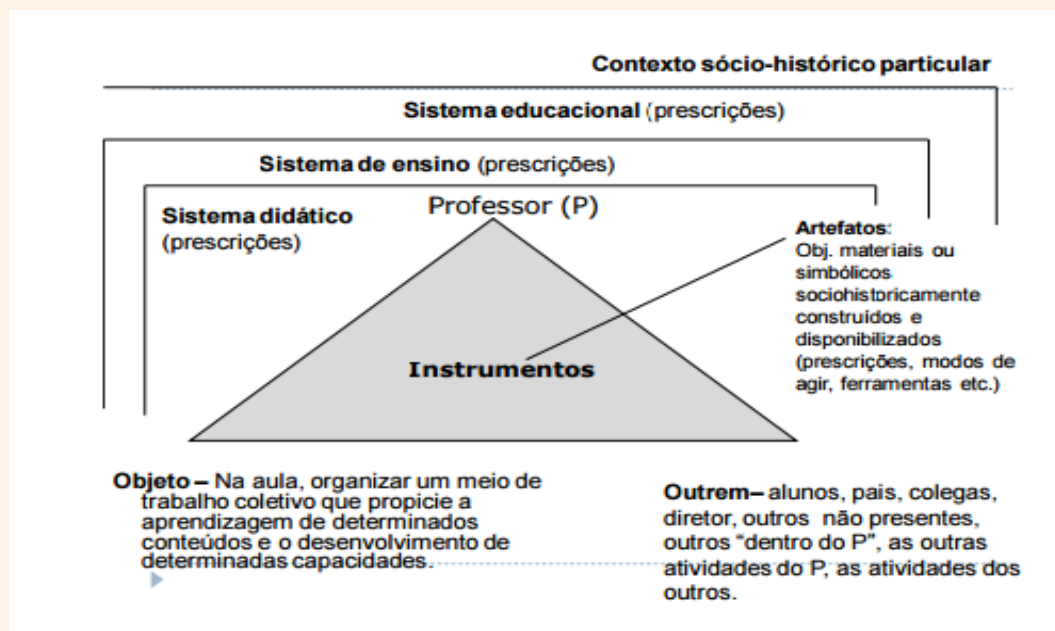 Contexto sócio-histórico particular
Sistema educacional (prescrições)
Sistema de ensino (prescrições)
Sistema didático
(prescrições)
Professor (P)
Artefatos:
Obj. materiais ou
simbólicos
sociohistoricamente
construídos e
disponibilizados
(prescrições, modos de
agir, ferramentas etc.)
Instrumentos
Objeto – Na aula, organizar um meio de
trabalho coletivo que propicie a
aprendizagem de determinados
conteúdos e o desenvolvimento de
determinadas capacidades.
Outrem– alunos, pais, colegas,
diretor, outros não presentes,
outros “dentro do P”, as outras
atividades do P, as atividades dos
outros.